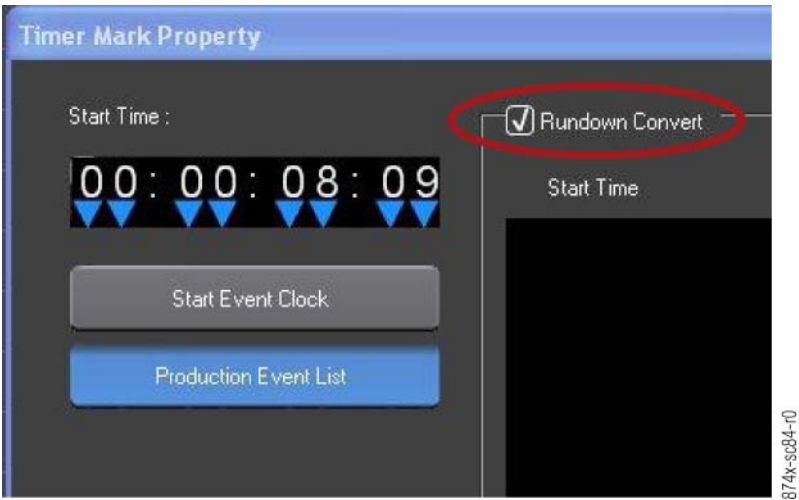 Timer Mark Property
Start Time :
00: 00: 08: 09
Start Event Clock
Production Event List
Rundown Convert
Start Time
874x-sc84-r0